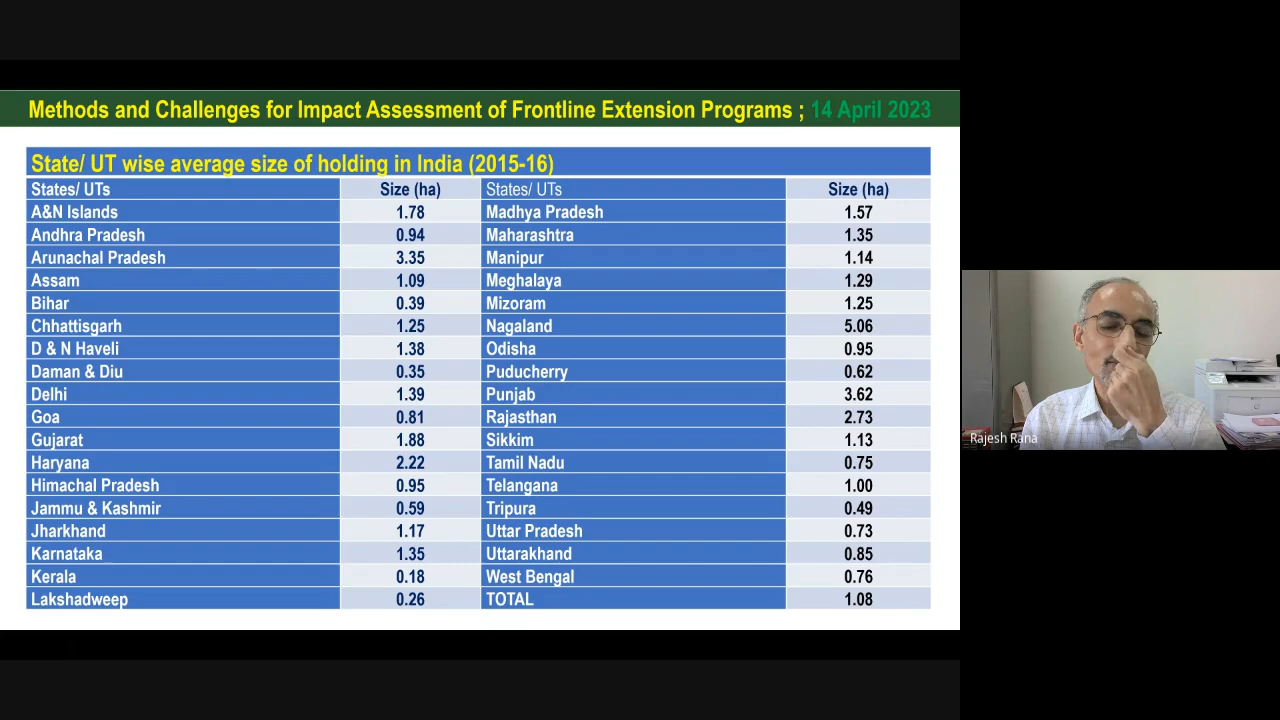 Methods and Challenges for Impact Assessment of Frontline Extension Programs ; 14 April 2023
State/ UT wise average size of holding in India (2015-16)
States/ UTs Size (ha) States/ UTs Size (ha)
A&N Islands 1.78 Madhya Pradesh 1.57
Andhra Pradesh 0.94 Maharashtra 1.35
Arunachal Pradesh 3.35 Manipur 1.14
Assam 1.09 Meghalaya 1.29
Bihar 0.39 Mizoram 1.25
Chhattisgarh 1.25 Nagaland 5.06
D & N Haveli 1.38 Odisha 0.95
Daman & Diu 0.35 Puducherry 0.62
Delhi 1.39 Punjab 3.62
Goa 0.81 Rajasthan 2.73
Gujarat 1.88 Sikkim 1.13
Haryana 2.22 Tamil Nadu 0.75
Himachal Pradesh 0.95 Telangana 1.00
Jammu & Kashmir 0.59 Tripura 0.49
Jharkhand 1.17 Uttar Pradesh 0.73
Karnataka 1.35 Uttarakhand 0.85
Kerala 0.18 West Bengal 0.76
Lakshadweep 0.26 TOTAL 1.08
Rajesh Rana